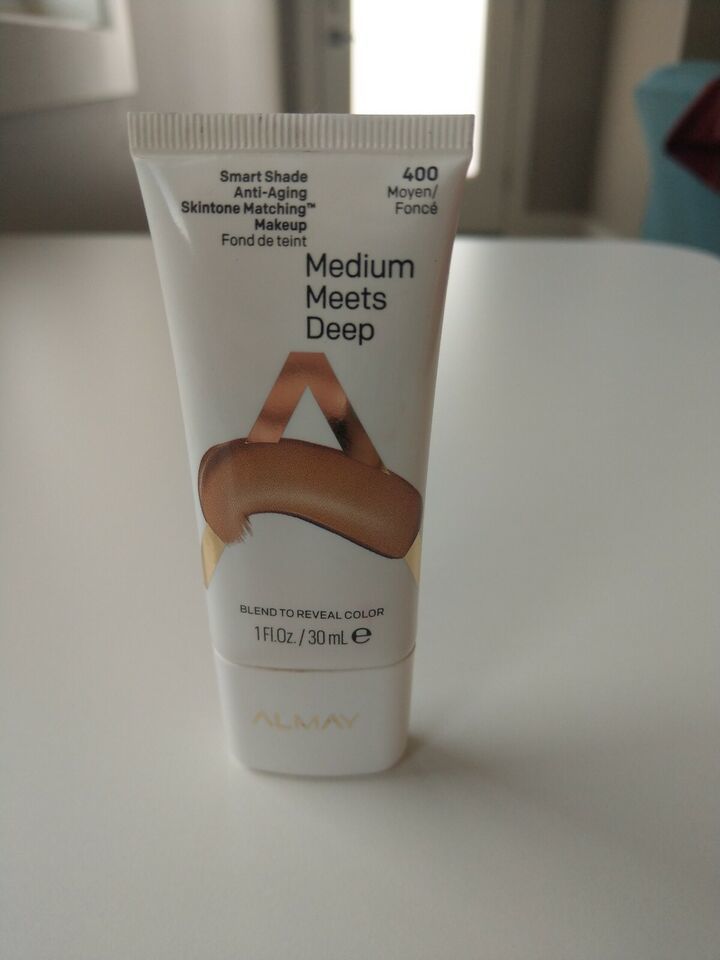 Smart Shade
Anti-Aging
Skintone Matching™
Makeup
Fond de teint
400
Moyen/
Foncé
Medium
Meets
Deep
A
BLEND TO REVEAL COLOR
1 Fl.Oz. / 30 mL ℮
ALMAY